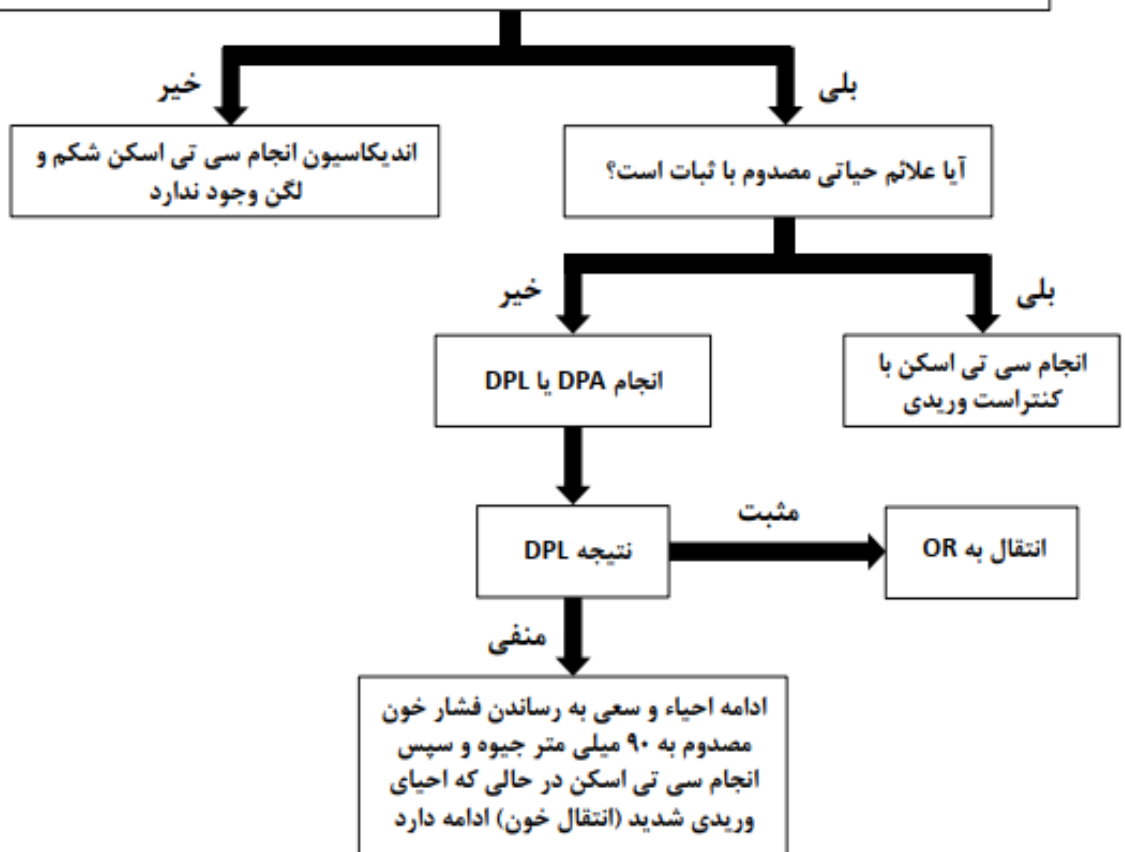 بلی
خیر
آیا علائم حیاتی مصدوم با ثبات است؟
اندیکاسیون انجام سی تی اسکن شکم و
لگن وجود ندارد
بلی
خیر
انجام سی تی اسکن با
کنتراست وریدی
انجام DPA یا DPL
مثبت
نتیجه DPL
انتقال به OR
منفی
ادامه احیاء و سعی به رساندن فشار خون
مصدوم به ۹۰ میلی متر جیوه و سپس
انجام سی تی اسکن در حالی که احیای
وریدی شدید (انتقال خون) ادامه دارد